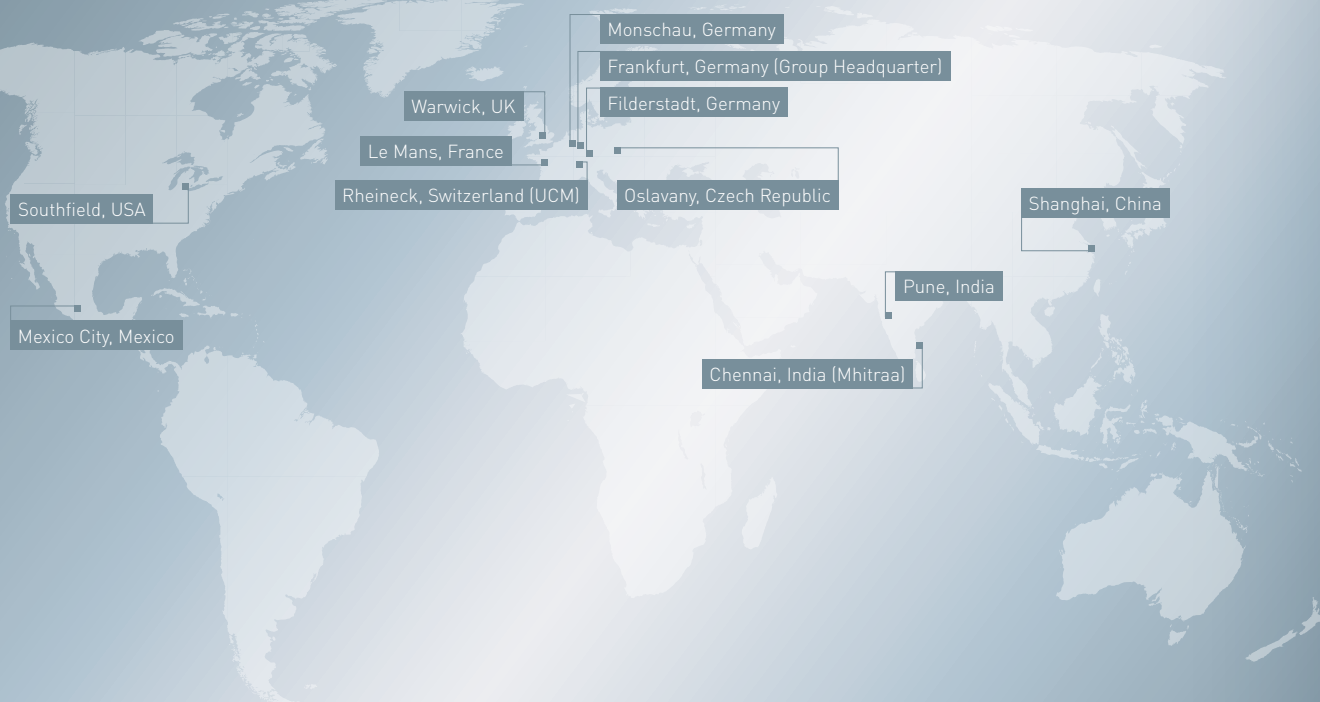 Monschau, Germany
Frankfurt, Germany (Group Headquarter)
Filderstadt, Germany
Warwick, UK
Le Mans, France
Rheineck, Switzerland (UCM)
Oslavany, Czech Republic
Southfield, USA
Shanghai, China
Pune, India
Mexico City, Mexico
Chennai, India (Mhitraa)